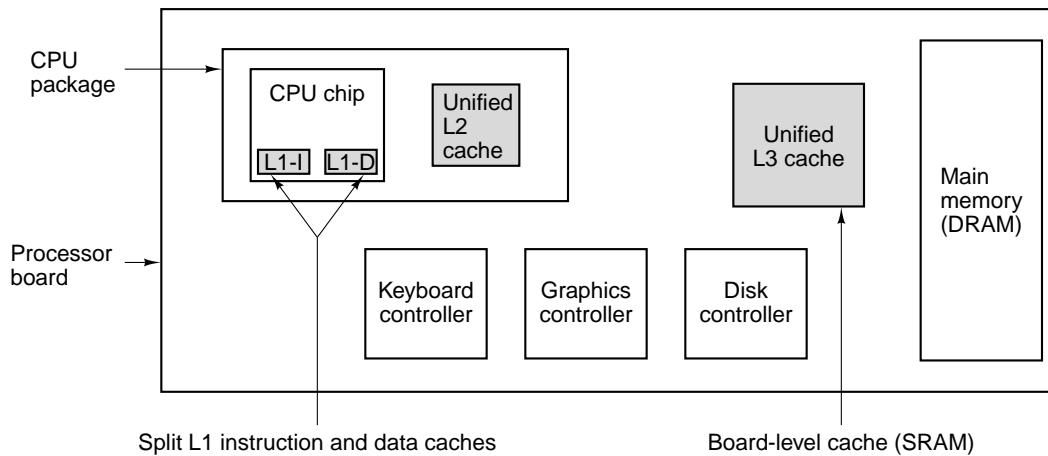 CPU
package
CPU chip
L1-I
L1-D
Unified
L2
cache
Unified
L3 cache
Main
memory
(DRAM)
Processor
board
Keyboard
controller
Graphics
controller
Disk
controller
Split L1 instruction and data caches
Board-level cache (SRAM)